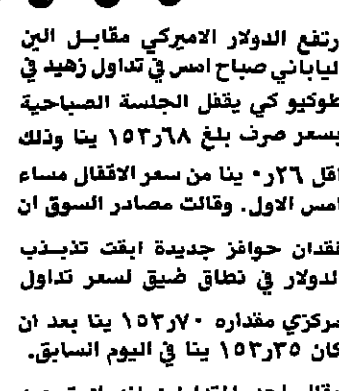 رتفع الدولار الاميركي مقابل الين
لياباني صباح امس في تداول زهيد في
طوكيو كي يقفل الجلسة الصباحية
بسعر صرف بلغ ١٥٣٫٦٨ ينا وذلك
اقل ٠٫٢٦ ينا من سعر الاقفال مساء
امس الاول. وقالت مصادر السوق ان
فقدان حوافز جديدة ابقت تذبذب
الدولار في نطاق ضيق لسعر تداول
مركزي مقداره ١٥٣٫٧٠ ينا بعد ان
كان ١٥٣٫٣٥ ينا في اليوم السابق.